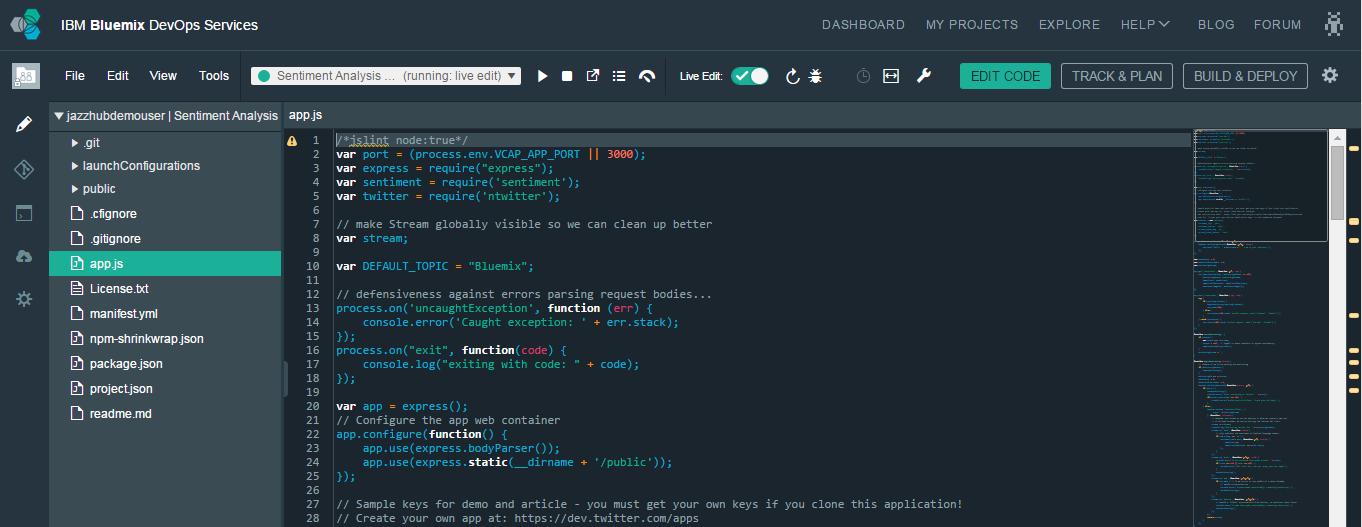 IBM Bluemix DevOps Services
DASHBOARD MY PROJECTS EXPLORE HELP BLOG FORUM
File Edit View Tools Sentiment Analysis ... (running: live edit) Live Edit: EDIT CODE TRACK & PLAN BUILD & DEPLOY
jazzhubdemouser | Sentiment Analysis
.git
launchConfigurations
public
.cfignore
.gitignore
app.js
License.txt
manifest.yml
npm-shrinkwrap.json
package.json
project.json
readme.md
app.js
1 /*jslint node:true*/
2 var port = (process.env.VCAP_APP_PORT || 3000);
3 var express = require("express");
4 var sentiment = require('sentiment');
5 var twitter = require('ntwitter');
6
7 // make Stream globally visible so we can clean up better
8 var stream;
9
10 var DEFAULT_TOPIC = "Bluemix";
11
12 // defensiveness against errors parsing request bodies...
13 process.on('uncaughtException', function (err) {
14     console.error('Caught exception: ' + err.stack);
15 });
16 process.on("exit", function(code) {
17     console.log("exiting with code: " + code);
18 });
19
20 var app = express();
21 // Configure the app web container
22 app.configure(function() {
23     app.use(express.bodyParser());
24     app.use(express.static(__dirname + '/public'));
25 });
26
27 // Sample keys for demo and article - you must get your own keys if you clone this application!
28 // Create your own app at: https://dev.twitter.com/apps